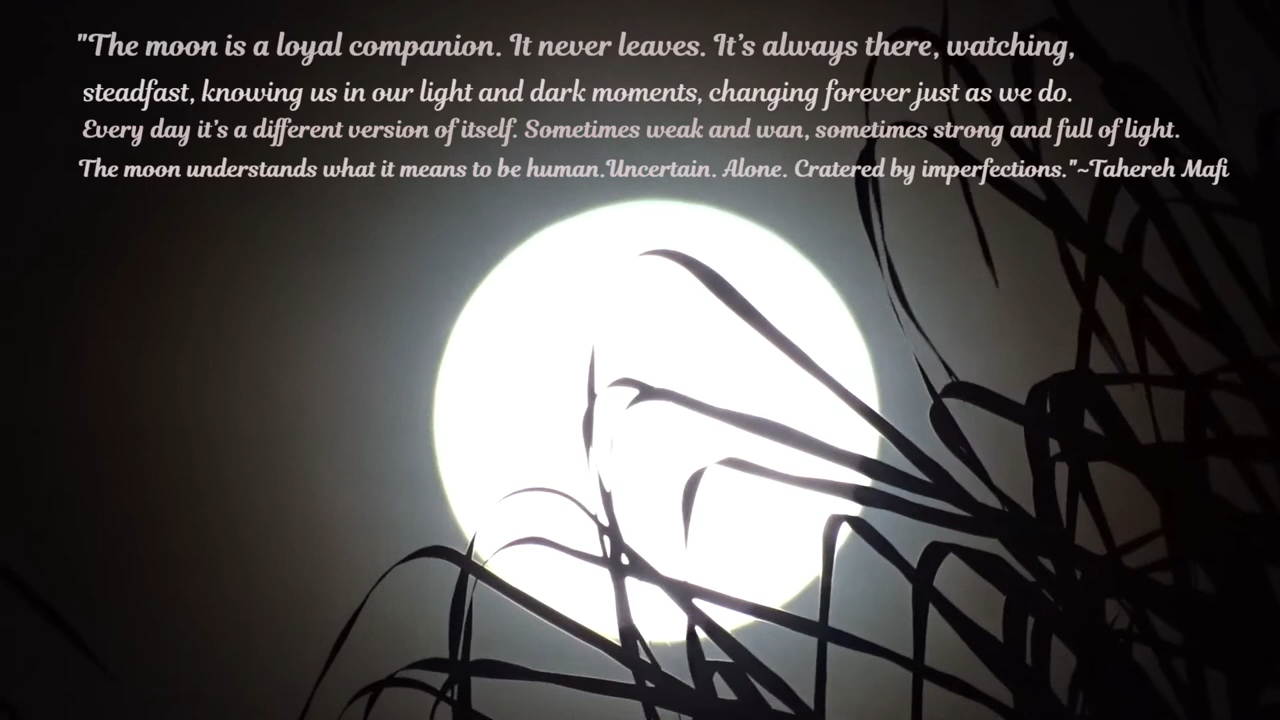 "The moon is a loyal companion. It never leaves. It's always there, watching,
steadfast, knowing us in our light and dark moments, changing forever just as we do.
Every day it's a different version of itself. Sometimes weak and wan, sometimes strong and full of light.
The moon understands what it means to be human.Uncertain. Alone. Cratered by imperfections."~Tahereh Mafi